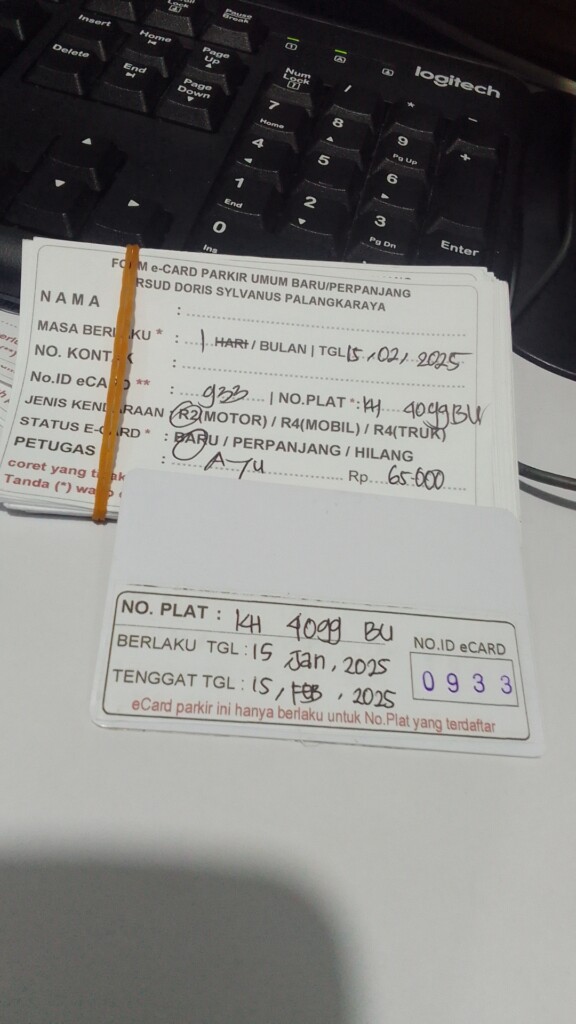 Insert
Home
Pause
Break
Page
Up
Delete
End
Page
Down
Num
Lock
logitech
/
*
-
7
Home
8
9
Pg Up
+
4
5
6
1
End
2
3
Pg Dn
Enter
0
Ins
e-CARD PARKIR UMUM BARU/PERPANJANG
RSUD DORIS SYLVANUS PALANGKARAYA
NAMA :
MASA BERLAKU * : 1 HARI / BULAN | TGL 15, 02, 2025
NO. KONTAK :
No.ID eCARD ** : 933 | NO.PLAT *: KH 4099 BU
JENIS KENDARAAN : R2(MOTOR) / R4(MOBIL) / R4(TRUK)
STATUS E-CARD * : BARU / PERPANJANG / HILANG
PETUGAS : AYU Rp. 65.000
coret yang
Tanda (*)
NO. PLAT : KH 4099 BU
BERLAKU TGL : 15 Jan, 2025
NO.ID eCARD
TENGGAT TGL : 15, FEB, 2025
0933
eCard parkir ini hanya berlaku untuk No.Plat yang terdaftar